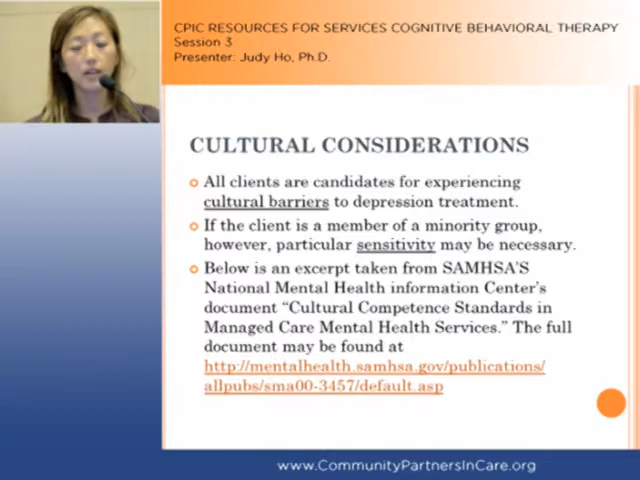 CPIC RESOURCES FOR SERVICES COGNITIVE BEHAVIORAL THERAPY
Session 3
Presenter: Judy Ho, Ph.D.
CULTURAL CONSIDERATIONS
All clients are candidates for experiencing
cultural barriers to depression treatment.
If the client is a member of a minority group,
however, particular sensitivity may be necessary.
Below is an excerpt taken from SAMHSA'S
National Mental Health information Center's
document “Cultural Competence Standards in
Managed Care Mental Health Services.” The full
document may be found at
http://mentalhealth.samhsa.gov/publications/
allpubs/sma00-3457/default.asp
www.CommunityPartnersInCare.org